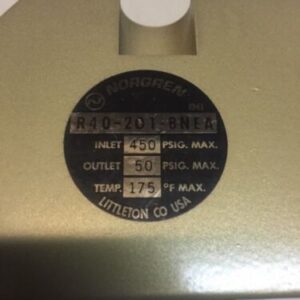 NORGREN
R40-201-BNEA
INLET 450 PSIG. MAX.
OUTLET 50 PSIG. MAX.
TEMP. 175 °F MAX.
LITTLETON CO USA